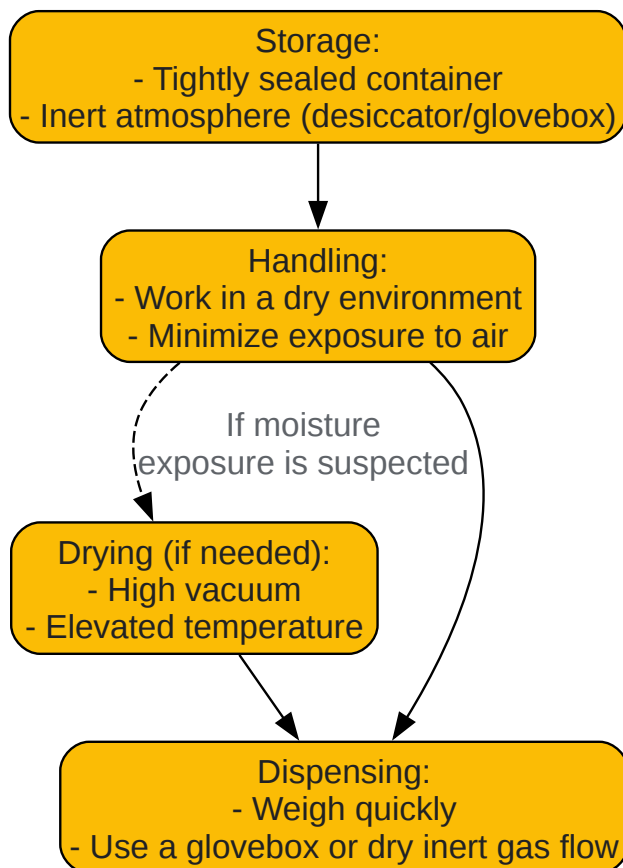 Storage:
- Tightly sealed container
- Inert atmosphere (desiccator/glovebox)
Handling:
- Work in a dry environment
- Minimize exposure to air
If moisture
exposure is suspected
Drying (if needed):
- High vacuum
- Elevated temperature
Dispensing:
- Weigh quickly
- Use a glovebox or dry inert gas flow